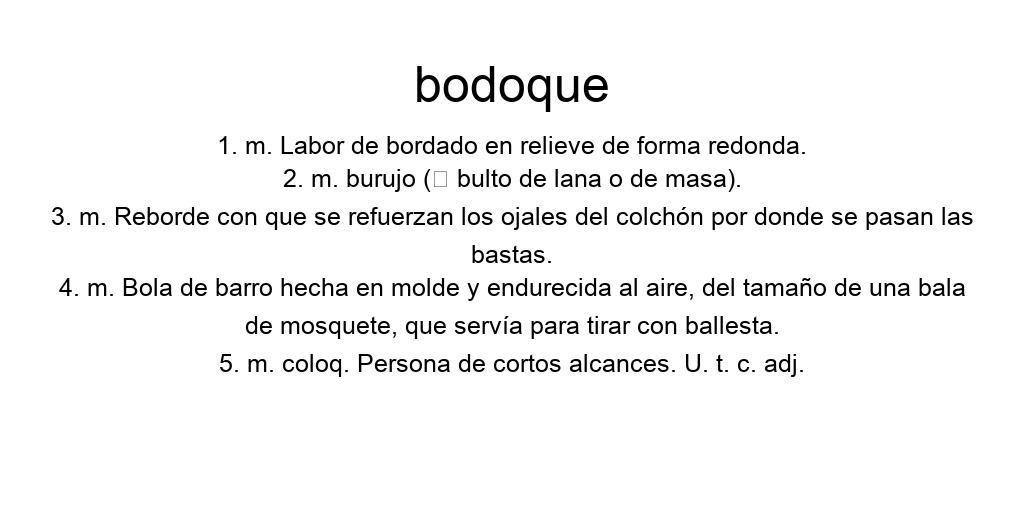 bodoque
1. m. Labor de bordado en relieve de forma redonda.
2. m. burujo (□ bulto de lana o de masa).
3. m. Reborde con que se refuerzan los ojales del colchón por donde se pasan las
bastas.
4. m. Bola de barro hecha en molde y endurecida al aire, del tamaño de una bala
de mosquete, que servía para tirar con ballesta.
5. m. coloq. Persona de cortos alcances. U. t. c. adj.